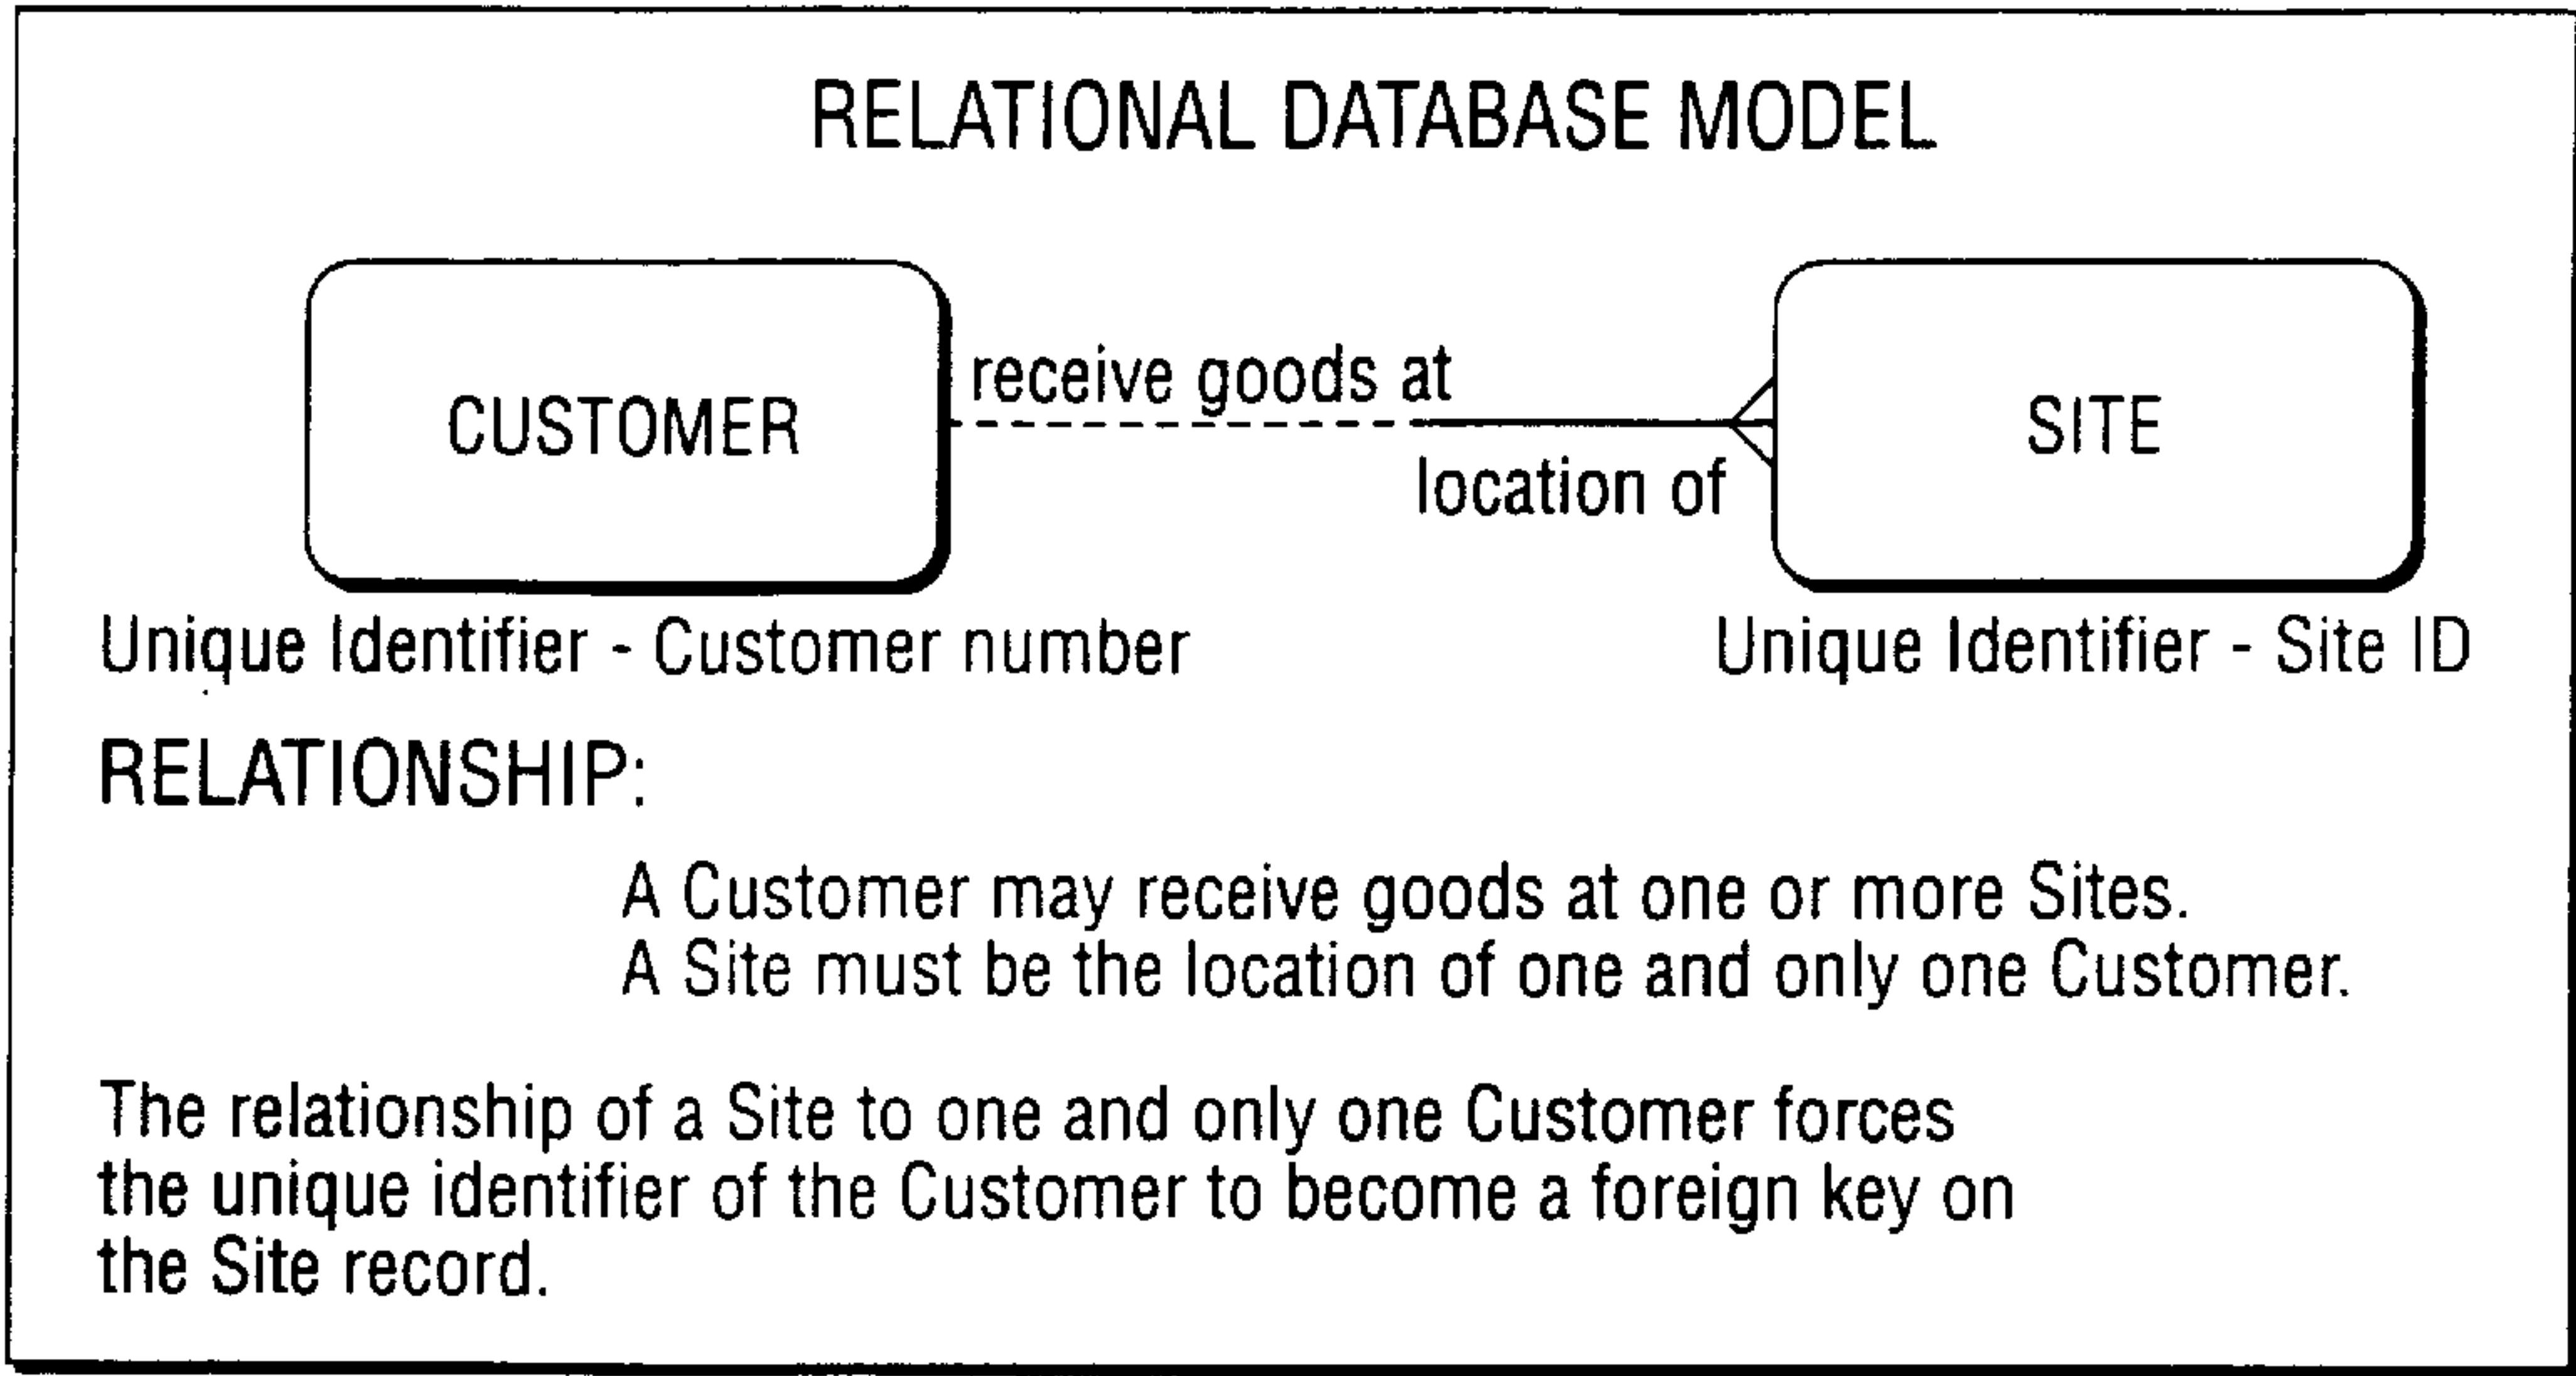 RELATIONAL DATABASE MODEL
CUSTOMER
receive goods at
location of
SITE
Unique Identifier - Customer number
Unique Identifier - Site ID
RELATIONSHIP:
A Customer may receive goods at one or more Sites.
A Site must be the location of one and only one Customer.
The relationship of a Site to one and only one Customer forces
the unique identifier of the Customer to become a foreign key on
the Site record.